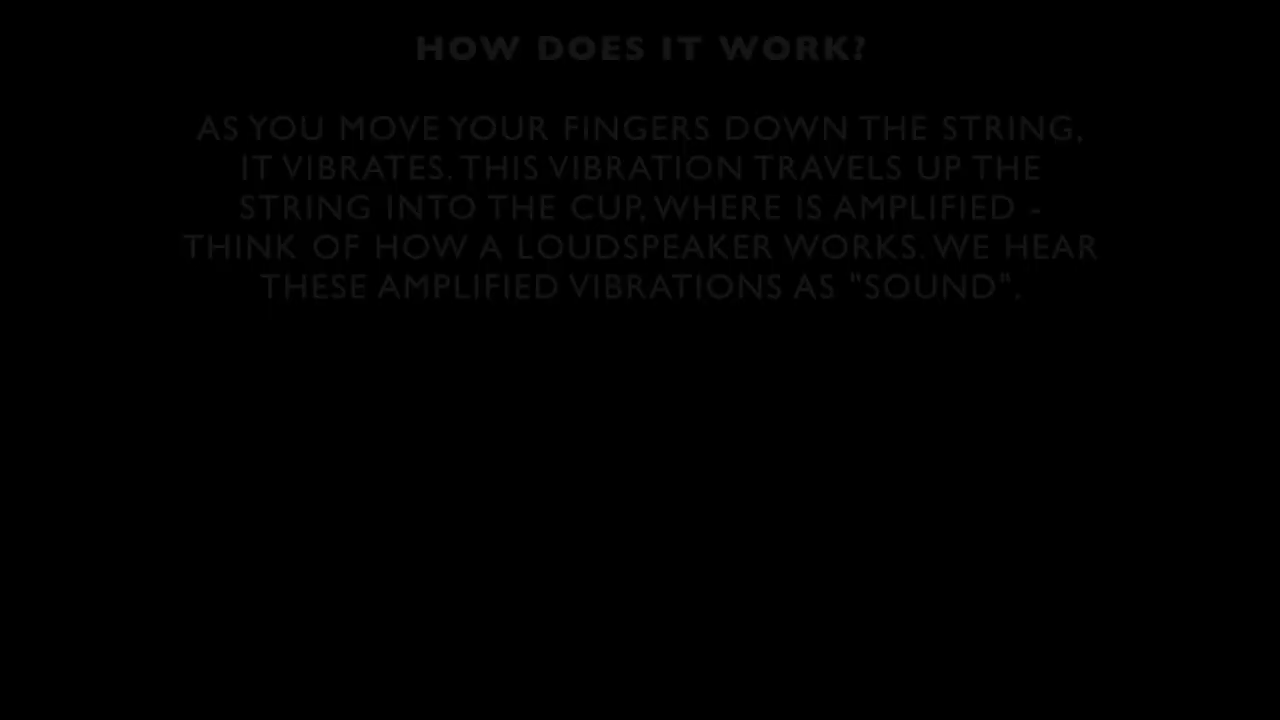 HOW DOES IT WORK?
AS YOU MOVE YOUR FINGERS DOWN THE STRING,
IT VIBRATES. THIS VIBRATION TRAVELS UP THE
STRING INTO THE CUP, WHERE IS AMPLIFIED -
THINK OF HOW A LOUDSPEAKER WORKS. WE HEAR
THESE AMPLIFIED VIBRATIONS AS "SOUND".